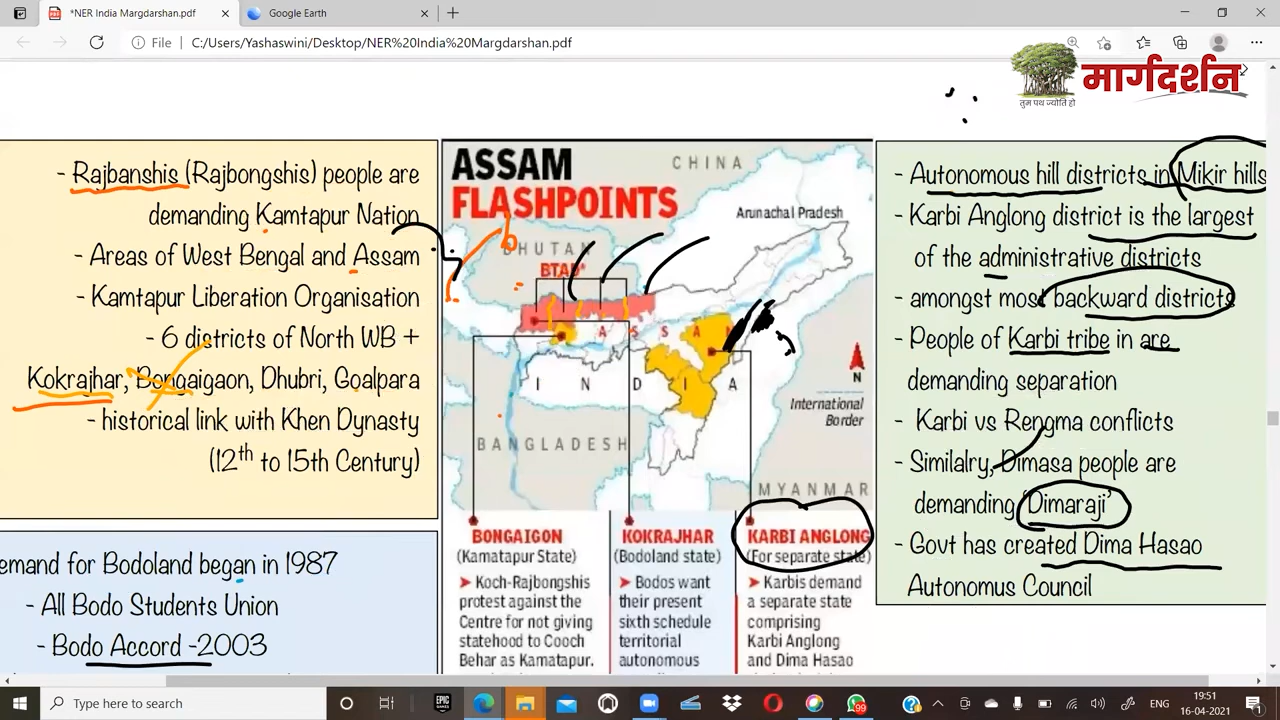 *NER India Margdarshan.pdf
Google Earth
File
C:/Users/Yashaswini/Desktop/NER%20India%20Margdarshan.pdf
मार्गदर्शन
तुम पथ ज्योति हो
- Rajbanshis (Rajbongshis) people are
demanding Kamtapur Nation
- Areas of West Bengal and Assam
- Kamtapur Liberation Organisation
- 6 districts of North WB +
Kokrajhar, Bongaigaon, Dhubri, Goalpara
- historical link with Khen Dynasty
(12th to 15th Century)
emand for Bodoland began in 1987
- All Bodo Students Union
- Bodo Accord -2003
ASSAM
FLASHPOINTS
CHINA
Arunachal Pradesh
BHUTAN
b
BTAD*
ASSAM
INDIA
N
International
Border
BANGLADESH
MYANMAR
BONGAIGON
(Kamatapur State)
➤ Koch-Rajbongshis
protest against the
Centre for not giving
statehood to Cooch
Behar as Kamatapur.
KOKRAJHAR
(Bodoland state)
➤ Bodos want
their present
sixth schedule
territorial
autonomous
KARBI ANGLONG
(For separate state)
➤ Karbis demand
a separate state
comprising
Karbi Anglong
and Dima Hasao
- Autonomous hill districts in Mikir hills
- Karbi Anglong district is the largest
of the administrative districts
- amongst most backward districts
- People of Karbi tribe in are
demanding separation
- Karbi vs Rengma conflicts
- Similalry, Dimasa people are
demanding 'Dimaraji'
- Govt has created Dima Hasao
Autonomus Council
Type here to search
EPIC
GAMES
99
ENG
19:51
16-04-2021
1